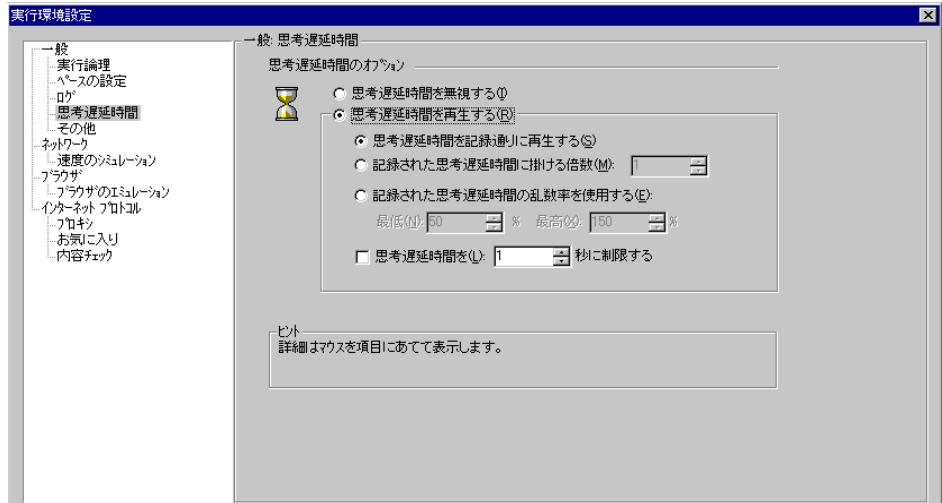 実行環境設定
一般
実行論理
ペースの設定
ログ
思考遅延時間
その他
ネットワーク
速度のシミュレーション
ブラウザ
ブラウザのエミュレーション
インターネット プロトコル
プロキシ
お気に入り
内容チェック
一般: 思考遅延時間
思考遅延時間のオプション
思考遅延時間を無視する(I)
思考遅延時間を再生する(R)
思考遅延時間を記録通りに再生する(S)
記録された思考遅延時間に掛ける倍数(M): 1
記録された思考遅延時間の乱数率を使用する(E):
最低(N): 50 % 最高(X): 150 %
思考遅延時間を(L): 1 秒に制限する
ヒント
詳細はマウスを項目にあてて表示します。